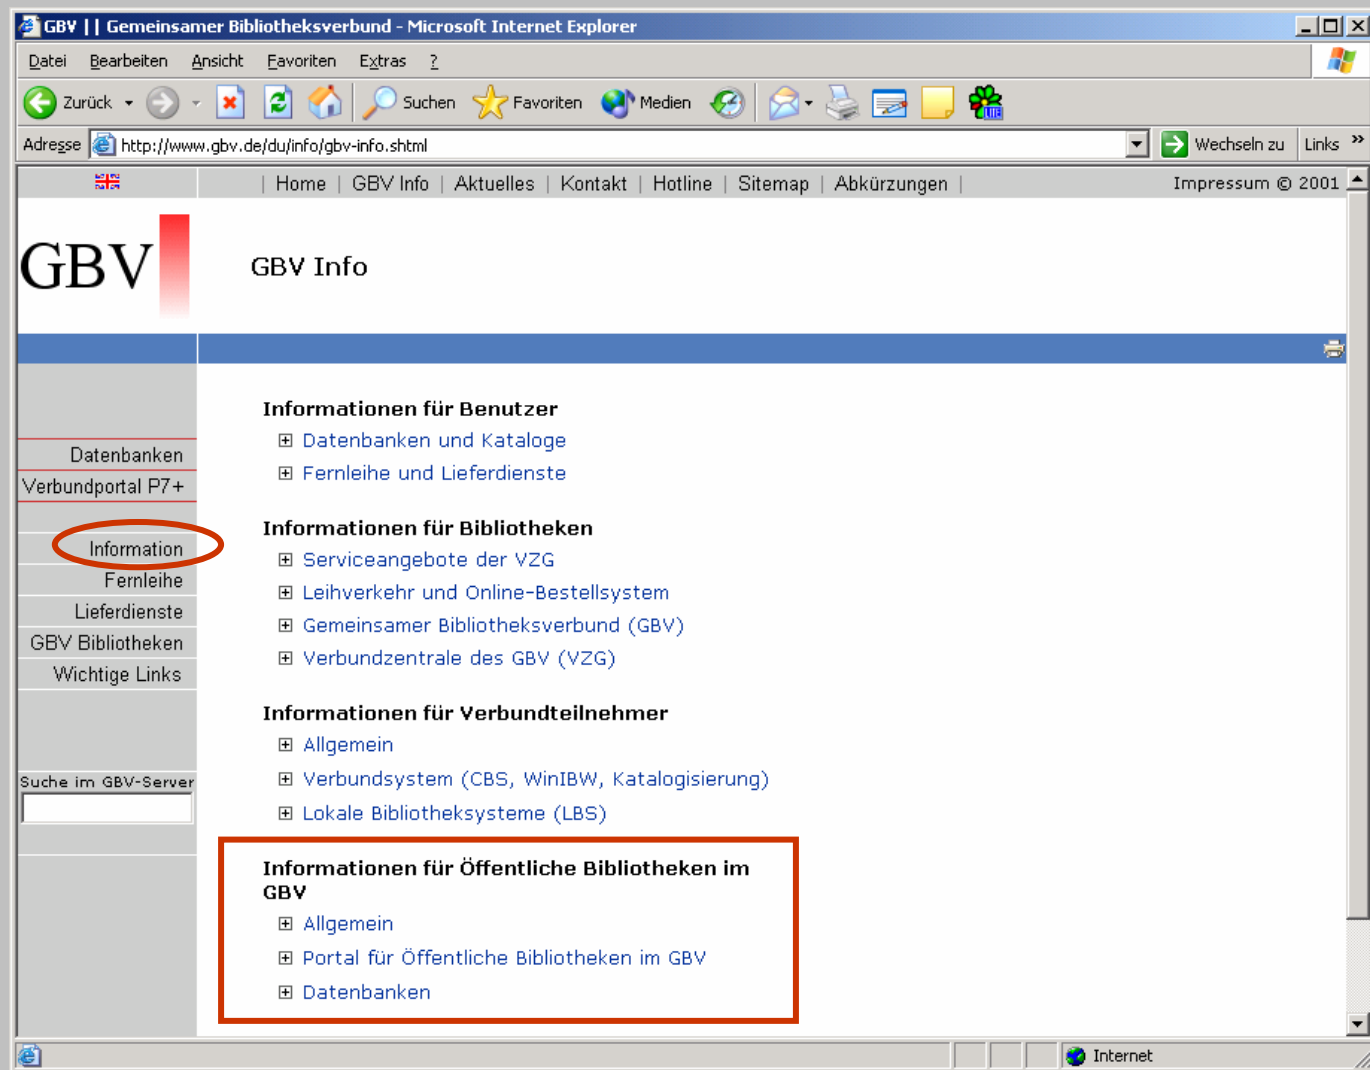 GBV || Gemeinsamer Bibliotheksverbund - Microsoft Internet Explorer
Datei Bearbeiten Ansicht Favoriten Extras ?
Zurück Suchen Favoriten Medien LITE
Adresse http://www.gbv.de/du/info/gbv-info.shtml Wechseln zu Links »
| Home | GBV Info | Aktuelles | Kontakt | Hotline | Sitemap | Abkürzungen | Impressum © 2001
GBV
GBV Info
Informationen für Benutzer
Datenbanken und Kataloge
Fernleihe und Lieferdienste
Informationen für Bibliotheken
Serviceangebote der VZG
Leihverkehr und Online-Bestellsystem
Gemeinsamer Bibliotheksverbund (GBV)
Verbundzentrale des GBV (VZG)
Informationen für Verbundteilnehmer
Allgemein
Verbundsystem (CBS, WinIBW, Katalogisierung)
Lokale Bibliotheksysteme (LBS)
Informationen für Öffentliche Bibliotheken im
GBV
Allgemein
Portal für Öffentliche Bibliotheken im GBV
Datenbanken
Datenbanken
Verbundportal P7+
Information
Fernleihe
Lieferdienste
GBV Bibliotheken
Wichtige Links
Suche im GBV-Server
Internet